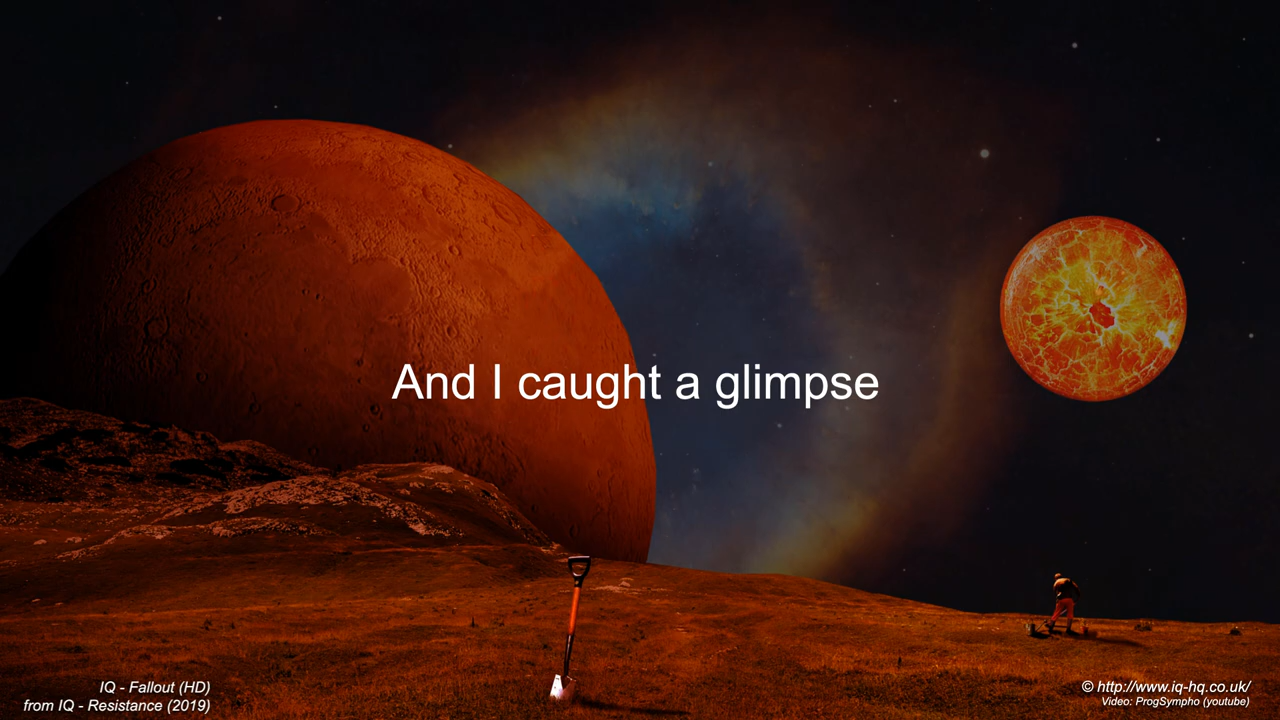 And I caught a glimpse
IQ - Fallout (HD)
from IQ - Resistance (2019)
© http://www.iq-hq.co.uk/
Video: ProgSympho (youtube)